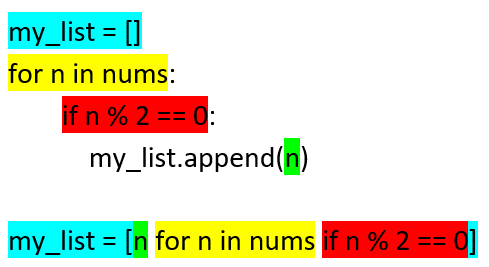 my_list = []
for n in nums:
if n % 2 == 0:
my_list.append(n)
my_list = [n for n in nums if n % 2 == 0]